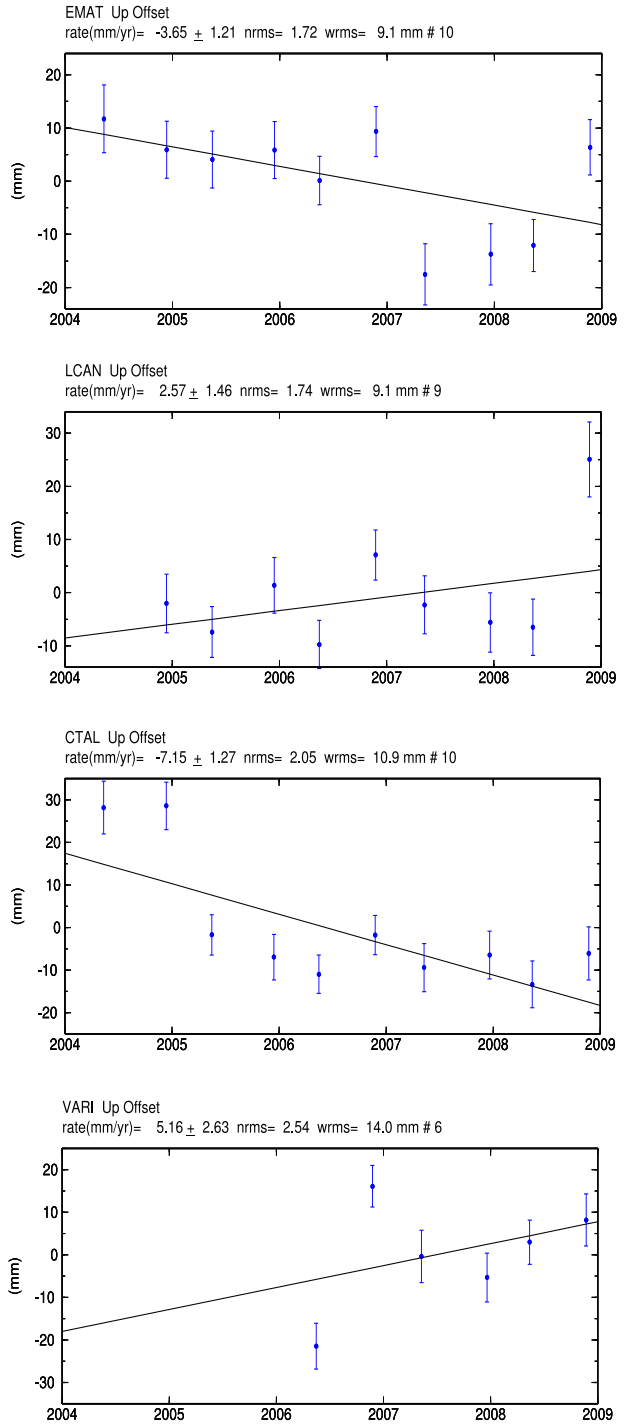 EMAT Up Offset
rate(mm/yr)= -3.65 ± 1.21 nrms= 1.72 wrms= 9.1 mm # 10
20
10
0
-10
-20
(mm)
2004 2005 2006 2007 2008 2009
LCAN Up Offset
rate(mm/yr)= 2.57 ± 1.46 nrms= 1.74 wrms= 9.1 mm # 9
30
20
10
0
-10
(mm)
2004 2005 2006 2007 2008 2009
CTAL Up Offset
rate(mm/yr)= -7.15 ± 1.27 nrms= 2.05 wrms= 10.9 mm # 10
30
20
10
0
-10
-20
(mm)
2004 2005 2006 2007 2008 2009
VARI Up Offset
rate(mm/yr)= 5.16 ± 2.63 nrms= 2.54 wrms= 14.0 mm # 6
20
10
0
-10
-20
-30
(mm)
2004 2005 2006 2007 2008 2009